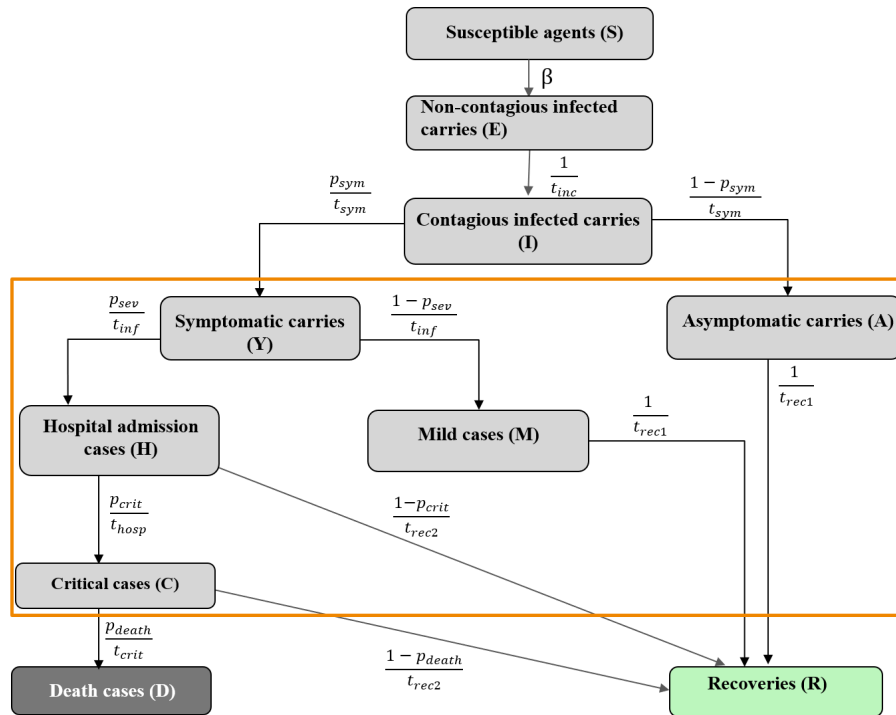 Susceptible agents (S)
β
Non-contagious infected
carries (E)
1
t_inc
p_sym
t_sym
1 − p_sym
t_sym
Contagious infected carries
(I)
p_sev
t_inf
Symptomatic carries
(Y)
1 − p_sev
t_inf
Asymptomatic carries (A)
1
t_rec1
Hospital admission
cases (H)
Mild cases (M)
1
t_rec1
p_crit
t_hosp
1−p_crit
t_rec2
Critical cases (C)
p_death
t_crit
1 − p_death
t_rec2
Death cases (D)
Recoveries (R)